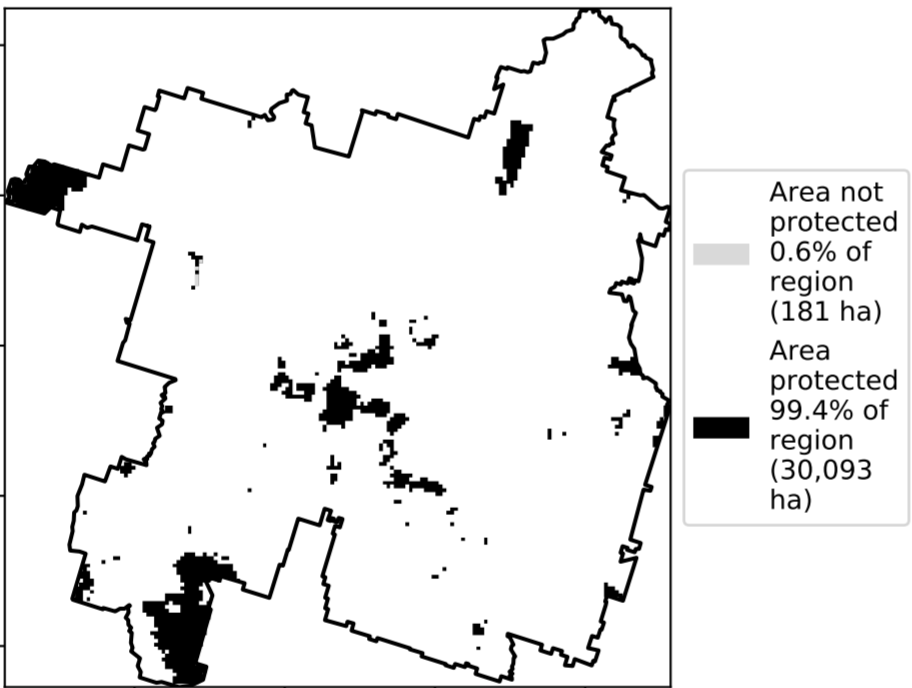 Area not
protected
0.6% of
region
(181 ha)
Area
protected
99.4% of
region
(30,093
ha)